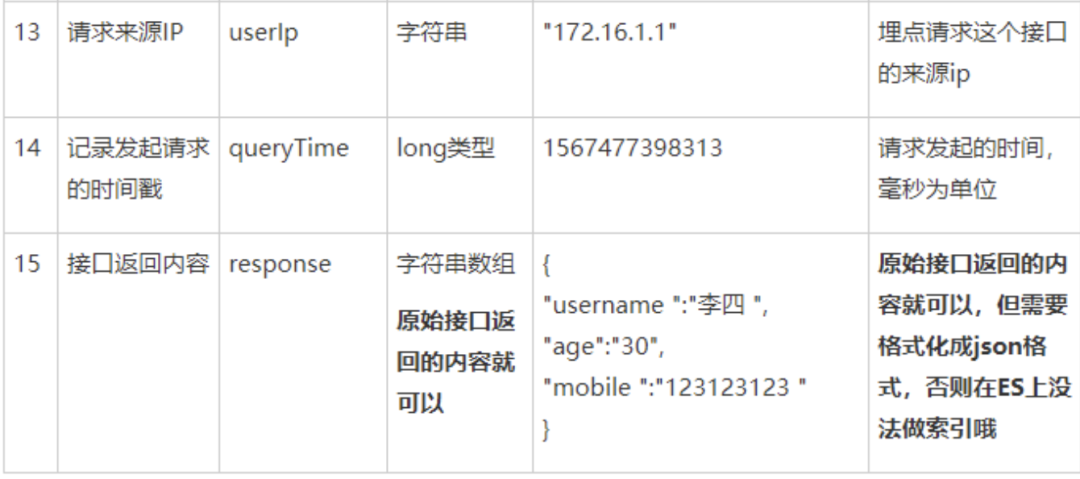 13
请求来源IP
userIp
字符串
"172.16.1.1"
埋点请求这个接口
的来源ip
14
记录发起请求
的时间戳
queryTime
long类型
1567477398313
请求发起的时间，
毫秒为单位
15
接口返回内容
response
字符串数组
原始接口返
回的内容就
可以
{
"username ":"李四 ",
"age":"30",
"mobile ":"123123123 "
}
原始接口返回的内
容就可以，但需要
格式化成json格
式，否则在ES上没
法做索引哦